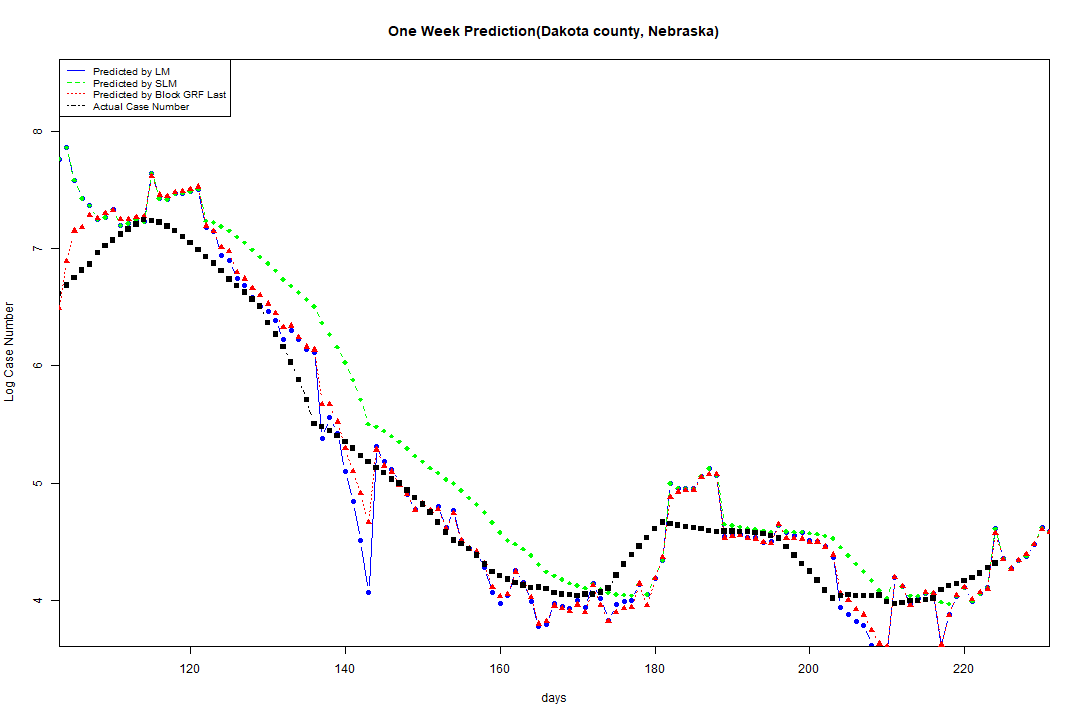 One Week Prediction(Dakota county, Nebraska)
Predicted by LM
Predicted by SLM
Predicted by Block GRF Last
Actual Case Number
8
7
6
5
4
Log Case Number
120 140 160 180 200 220
days